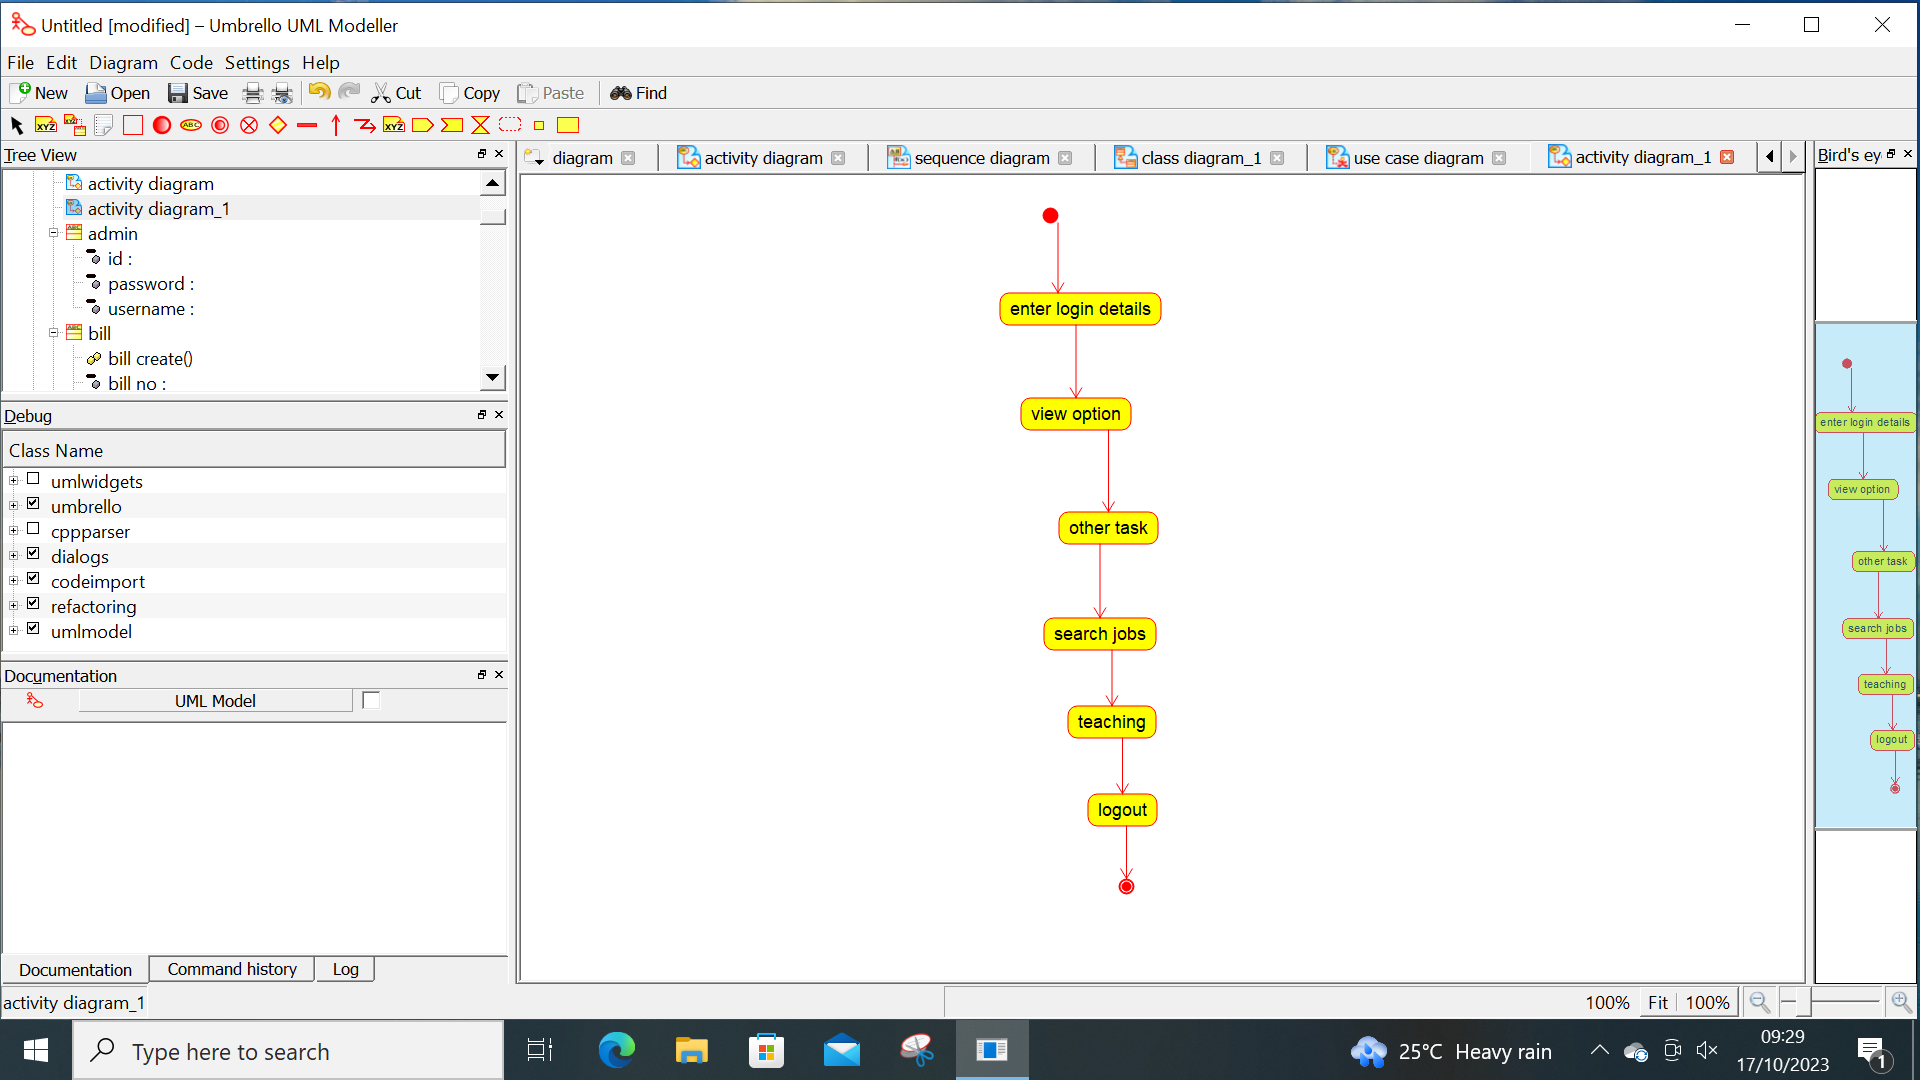 Untitled [modified] – Umbrello UML Modeller
File Edit Diagram Code Settings Help
New Open Save Cut Copy Paste Find
XYZ XYZ ABC XYZ
Tree View
activity diagram
activity diagram_1
admin
id :
password :
username :
bill
bill create()
bill no :
Debug
Class Name
umlwidgets
umbrello
cppparser
dialogs
codeimport
refactoring
umlmodel
Documentation
UML Model
Documentation Command history Log
activity diagram_1
diagram activity diagram sequence diagram class diagram_1 use case diagram activity diagram_1
enter login details
view option
other task
search jobs
teaching
logout
Bird's ey
enter login details
view option
other task
search jobs
teaching
logout
100% Fit 100%
Type here to search
25°C Heavy rain
09:29
17/10/2023
1